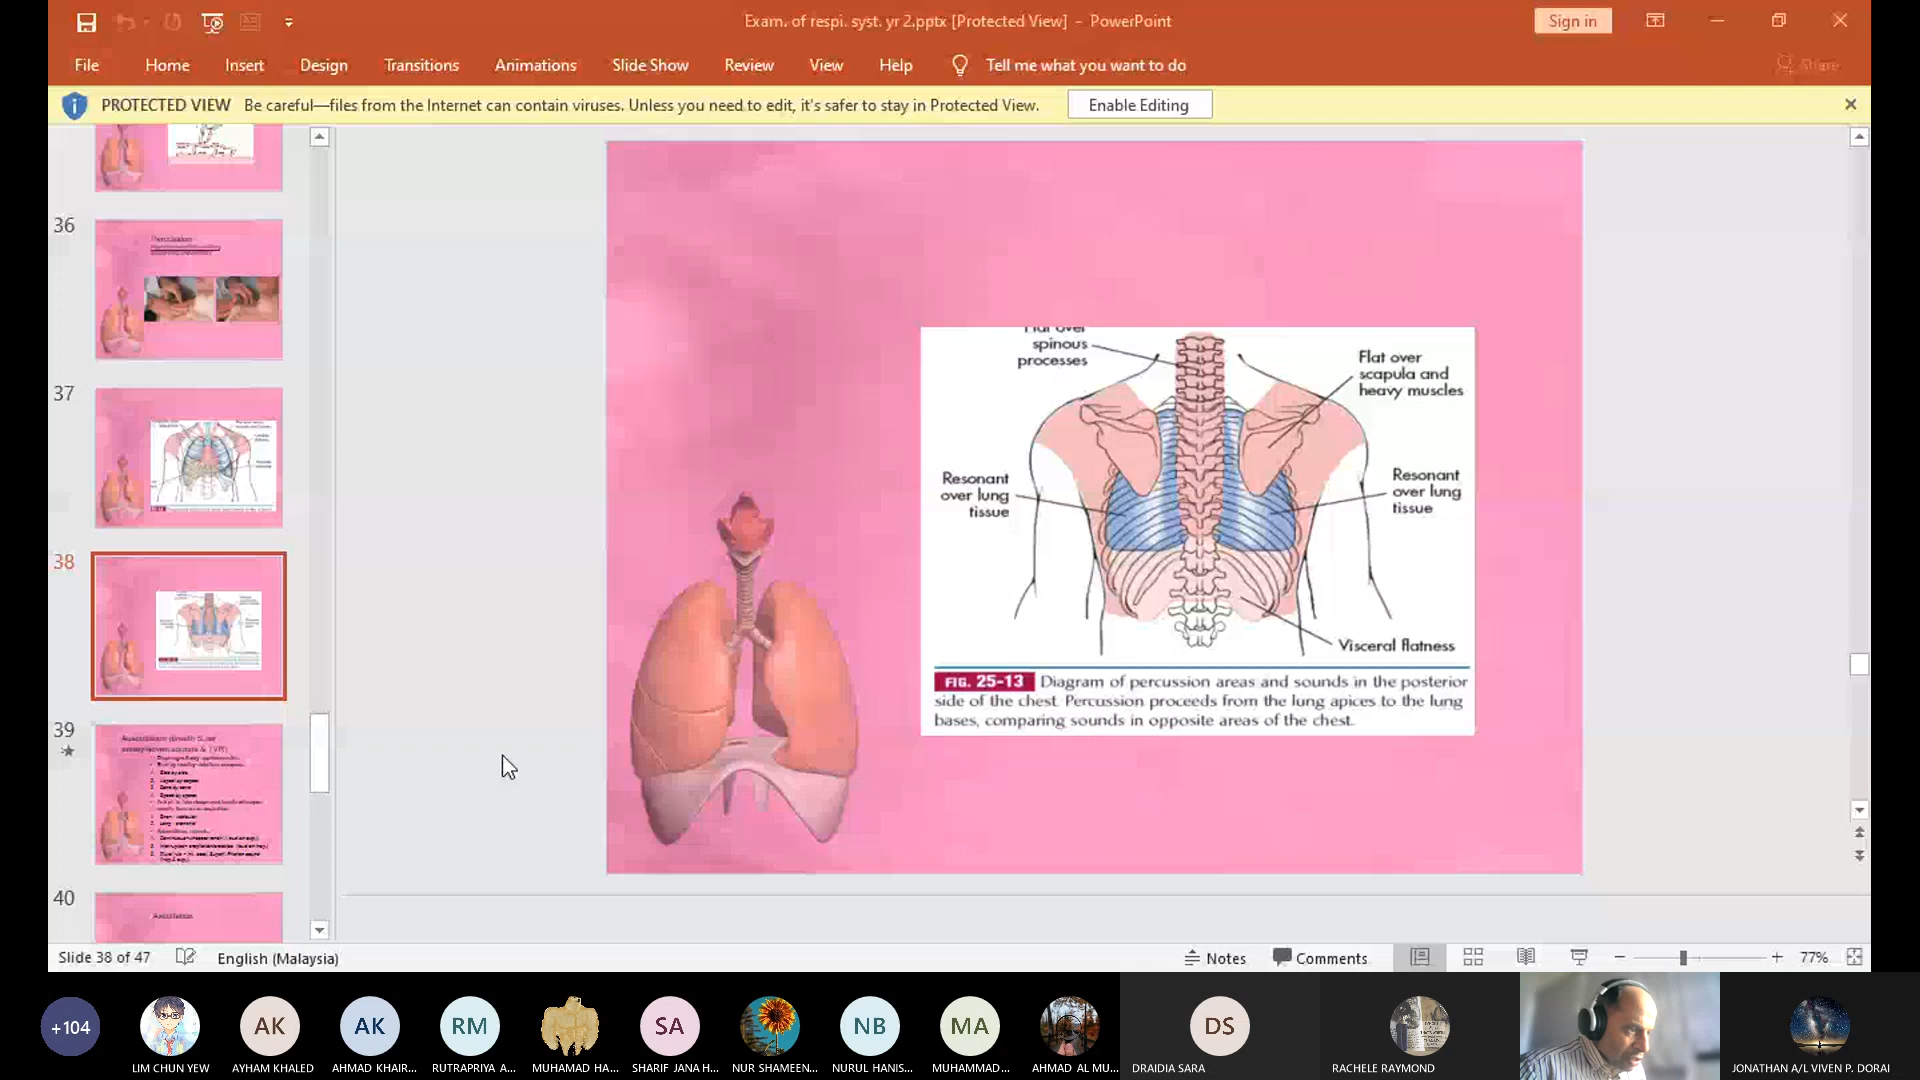 Exam. of respi. syst. yr 2.pptx [Protected View] - PowerPoint
Sign in
File Home Insert Design Transitions Animations Slide Show Review View Help Tell me what you want to do Share
PROTECTED VIEW Be careful—files from the Internet can contain viruses. Unless you need to edit, it's safer to stay in Protected View. Enable Editing
36
Percussion
37
38
39
40
Auscultation
Flat over
spinous
processes
Flat over
scapula and
heavy muscles
Resonant
over lung
tissue
Resonant
over lung
tissue
Visceral flatness
FIG. 25-13 Diagram of percussion areas and sounds in the posterior
side of the chest. Percussion proceeds from the lung apices to the lung
bases, comparing sounds in opposite areas of the chest.
Slide 38 of 47 English (Malaysia) Notes Comments 77%
+104 AK AK RM SA NB MA DS
LIM CHUN YEW AYHAM KHALED AHMAD KHAIR... RUTRAPRIYA A... MUHAMAD HA... SHARIF JANA H... NUR SHAMEEN... NURUL HANIS... MUHAMMAD... AHMAD AL MU... DRAIDIA SARA RACHELE RAYMOND JONATHAN A/L VIVEN P. DORAI